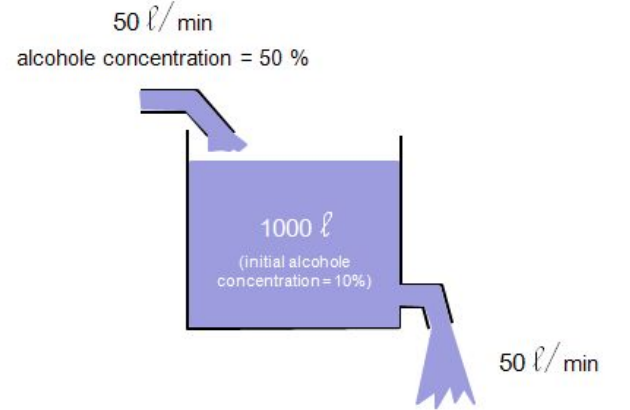 50 ℓ/ min
alcohole concentration = 50 %
1000 ℓ
(initial alcohole
concentration = 10%)
50 ℓ/ min